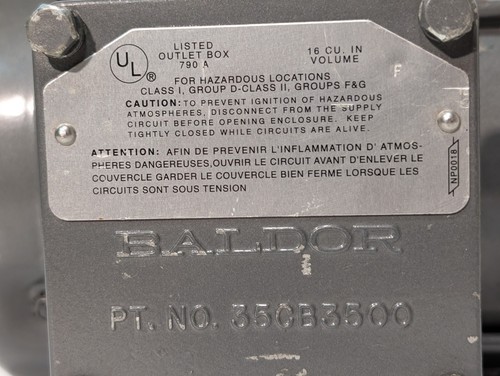 UL
®
LISTED
OUTLET BOX
790 A
16 CU. IN
VOLUME
FOR HAZARDOUS LOCATIONS
CLASS I, GROUP D-CLASS II, GROUPS F&G
CAUTION: TO PREVENT IGNITION OF HAZARDOUS
ATMOSPHERES, DISCONNECT FROM THE SUPPLY
CIRCUIT BEFORE OPENING ENCLOSURE. KEEP
TIGHTLY CLOSED WHILE CIRCUITS ARE ALIVE.
ATTENTION: AFIN DE PREVENIR L'INFLAMMATION D' ATMOS-
PHERES DANGEREUSES,OUVRIR LE CIRCUIT AVANT D'ENLEVER LE
COUVERCLE GARDER LE COUVERCLE BIEN FERME LORSQUE LES
CIRCUITS SONT SOUS TENSION
NP0018
BALDOR
PT. NO. 350B3500